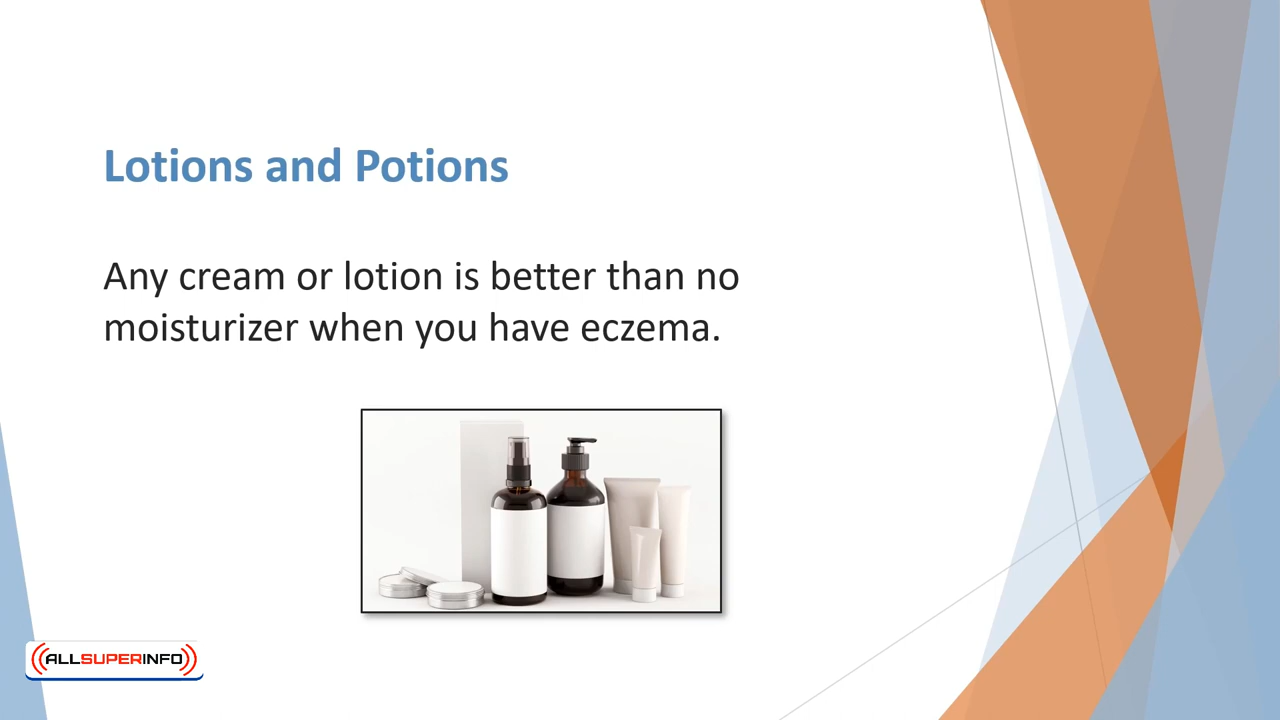 Lotions and Potions
Any cream or lotion is better than no
moisturizer when you have eczema.
ALLSUPERINFO